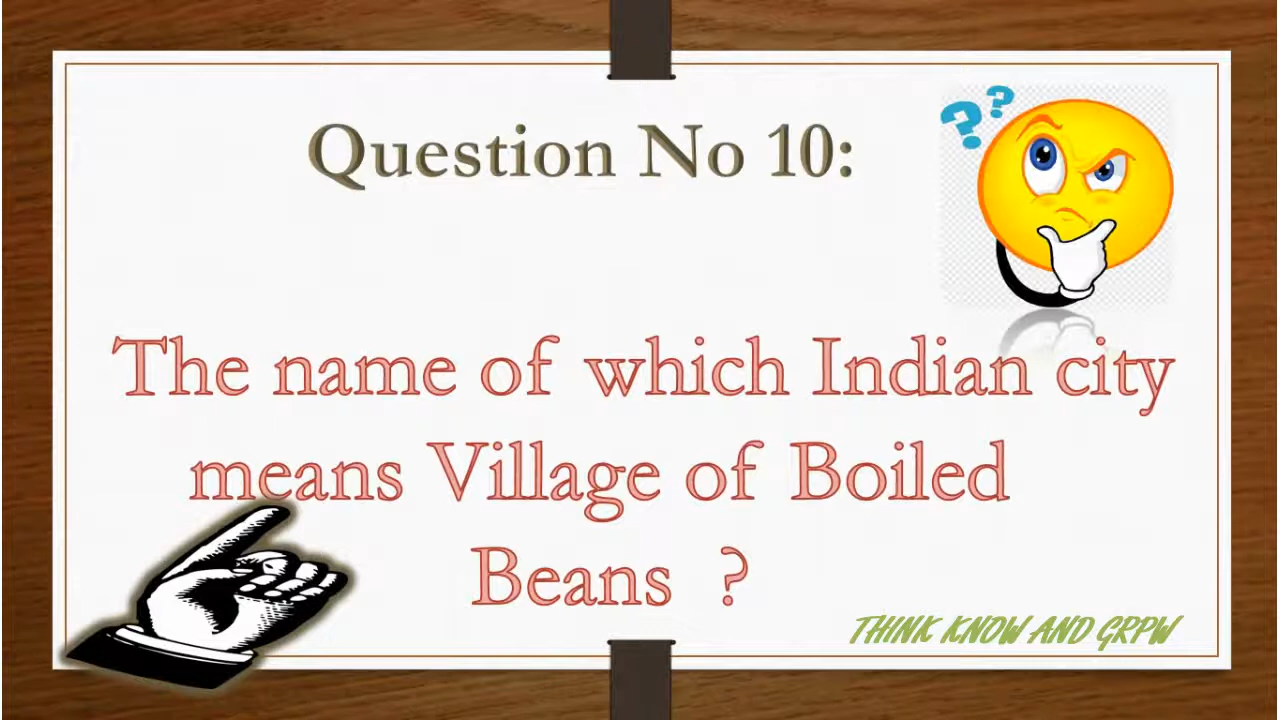 Question No 10:
? ?
The name of which Indian city
means Village of Boiled
Beans ?
THINK KNOW AND GRPW